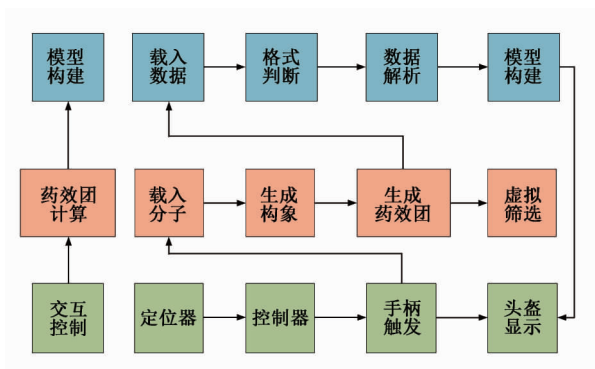 模型
构建
载入
数据
格式
判断
数据
解析
模型
构建
药效团
计算
载入
分子
生成
构象
生成
药效团
虚拟
筛选
交互
控制
定位器
控制器
手柄
触发
头盔
显示